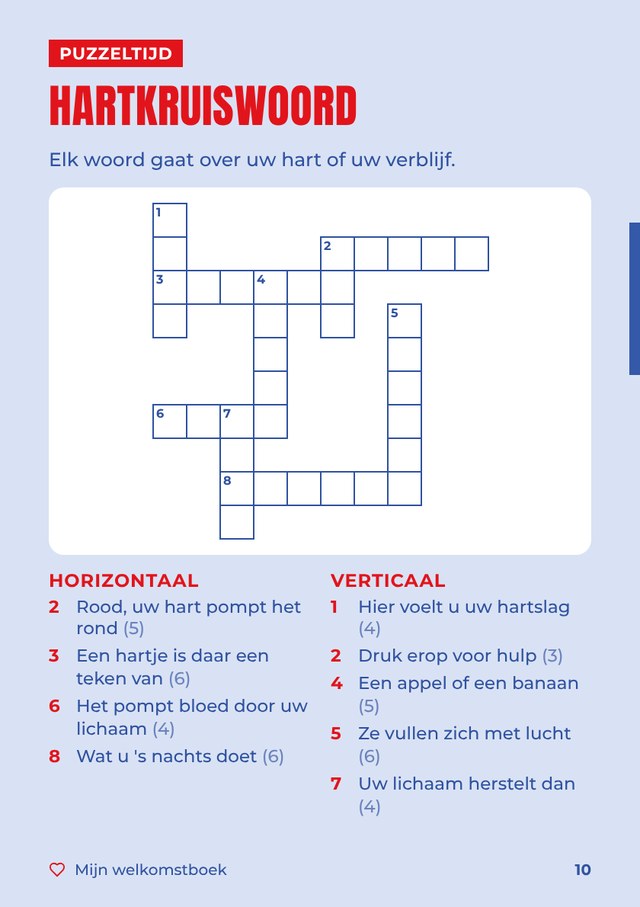 PUZZELTIJD
HARTKRUISWOORD
Elk woord gaat over uw hart of uw verblijf.
1
2
3
4
5
6
7
8
HORIZONTAAL
2 Rood, uw hart pompt het
rond (5)
3 Een hartje is daar een
teken van (6)
6 Het pompt bloed door uw
lichaam (4)
8 Wat u 's nachts doet (6)
VERTICAAL
1 Hier voelt u uw hartslag
(4)
2 Druk erop voor hulp (3)
4 Een appel of een banaan
(5)
5 Ze vullen zich met lucht
(6)
7 Uw lichaam herstelt dan
(4)
Mijn welkomstboek
10